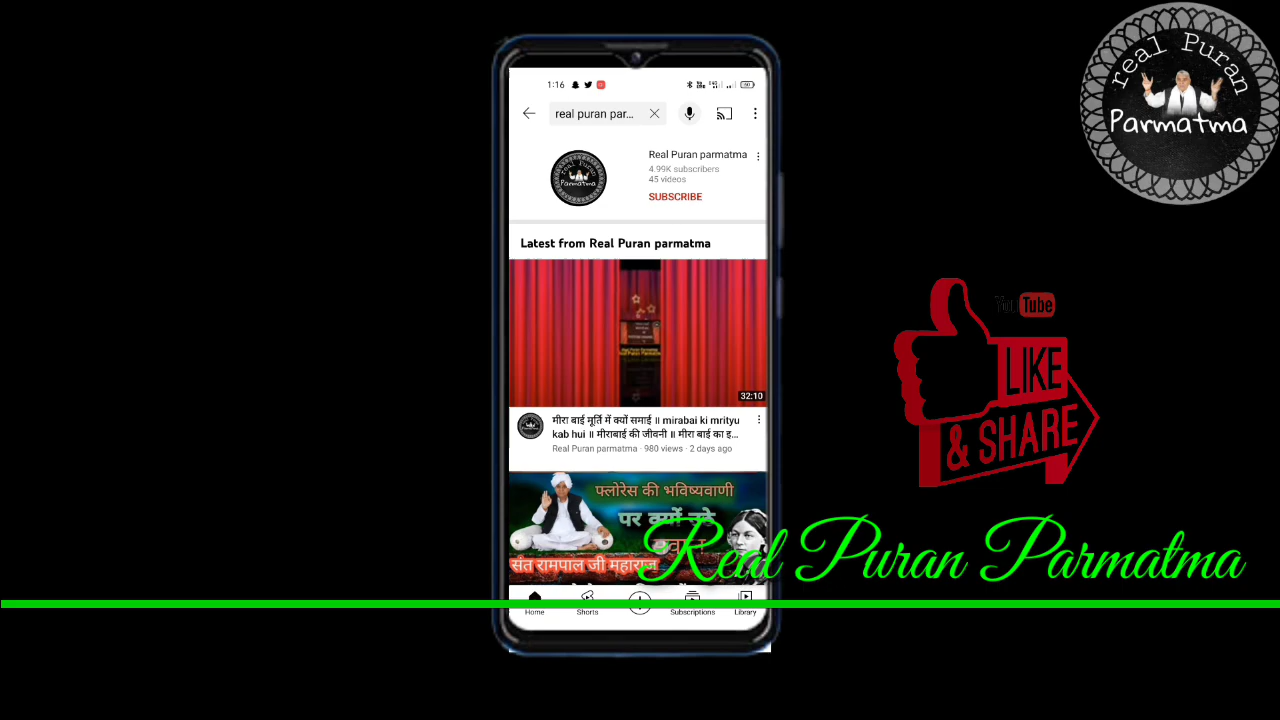 real Puran
Parmatma
1:16
real puran par...
Real Puran parmatma
4.99K subscribers
45 videos
SUBSCRIBE
Latest from Real Puran parmatma
32:10
मीरा बाई मूर्ति में क्यों समाई ॥ mirabai ki mrityu
kab hui ॥ मीराबाई की जीवनी ॥ मीरा बाई का इ...
Real Puran parmatma · 980 views · 2 days ago
फ्लोरेस की भविष्यवाणी
पर क्यों उठे
सवाल
संत रामपाल जी महाराज
Home
Shorts
Subscriptions
Library
YouTube
LIKE
& SHARE
Real Puran Parmatma